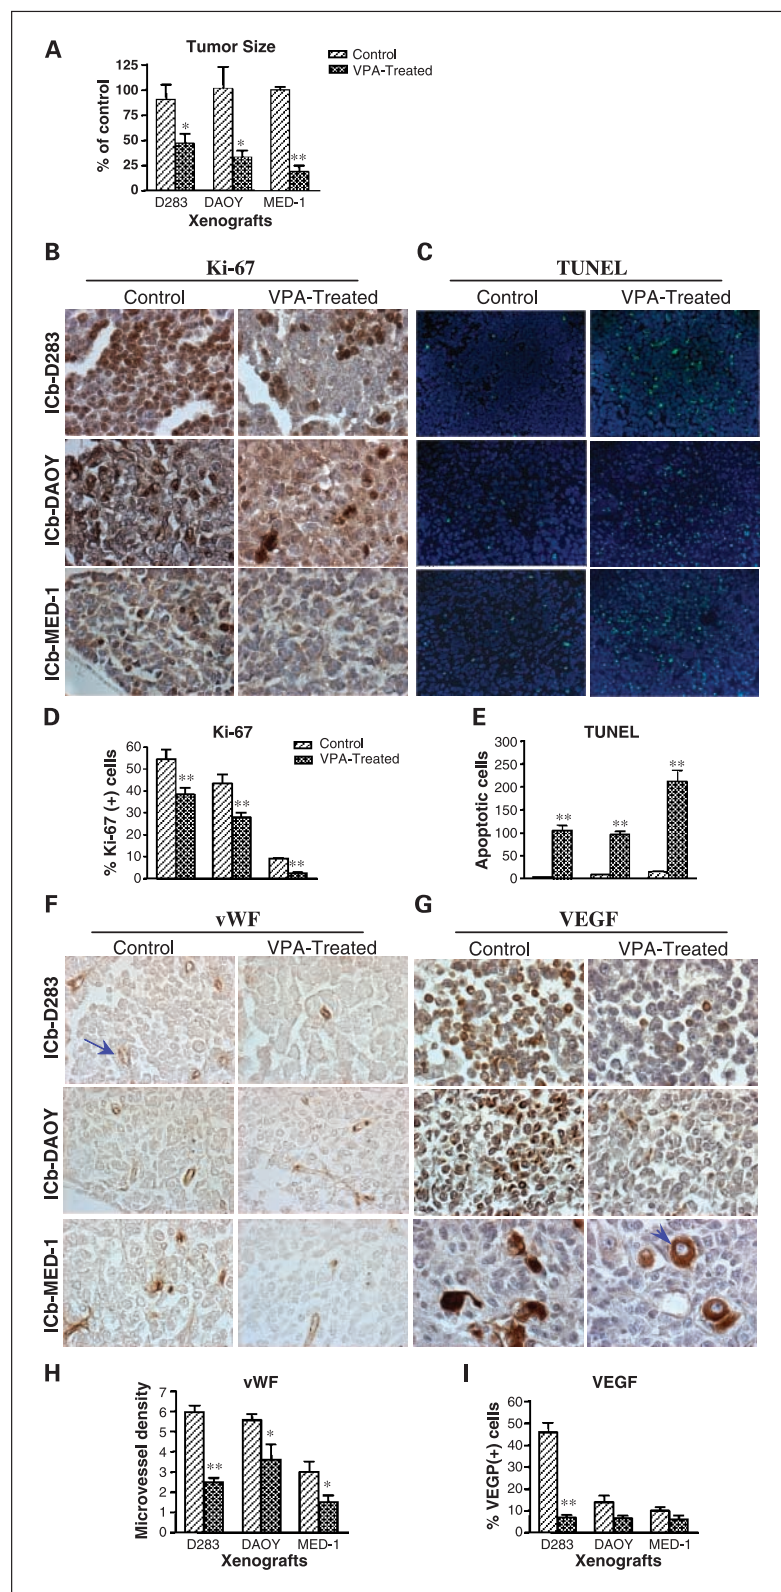 A
Tumor Size
Control
VPA-Treated
% of control
125
100
75
50
25
0
* * **
D283 DAOY MED-1
Xenografts
B Ki-67
Control VPA-Treated
C TUNEL
Control VPA-Treated
ICb-D283
ICb-DAOY
ICb-MED-1
D
Ki-67
Control
VPA-Treated
% Ki-67 (+) cells
60
50
40
30
20
10
0
** ** **
E
TUNEL
Apoptotic cells
300
250
200
150
100
50
0
** ** **
F vWF
Control VPA-Treated
G VEGF
Control VPA-Treated
ICb-D283
ICb-DAOY
ICb-MED-1
H
vWF
Microvessel density
7
6
5
4
3
2
1
0
** * *
D283 DAOY MED-1
Xenografts
I
VEGF
% VEGP(+) cells
60
50
40
30
20
10
0
**
D283 DAOY MED-1
Xenografts